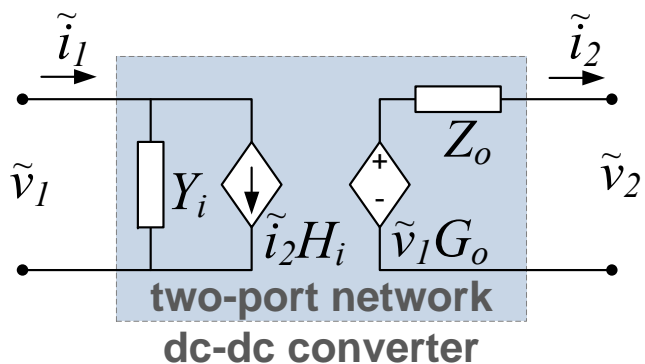 ĩ₁
ĩ₂
ṽ₁
Yᵢ
ĩ₂Hᵢ
+
-
ṽ₁Gₒ
Zₒ
ṽ₂
two-port network
dc-dc converter